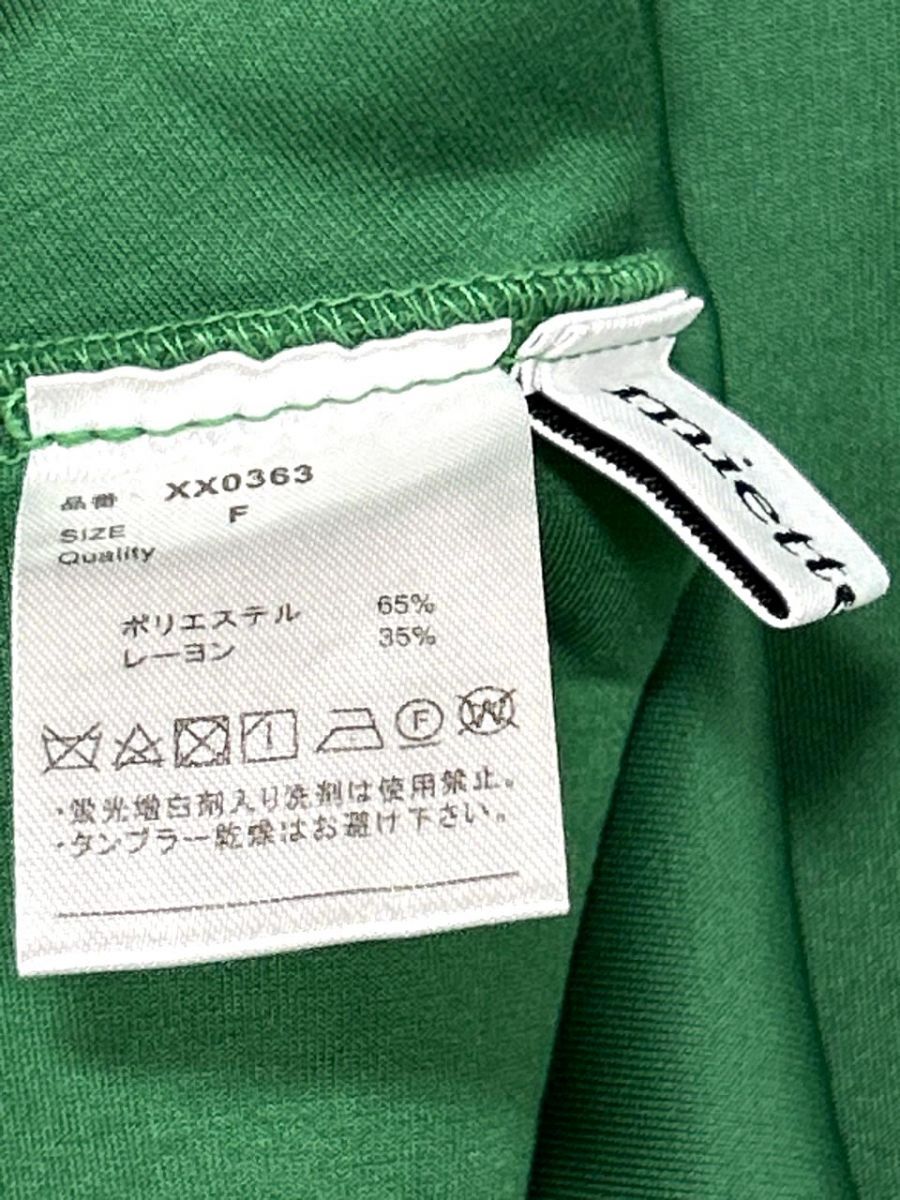 品番 XX0363
SIZE F
Quality
ポリエステル 65%
レーヨン 35%
F
W
・蛍光増白剤入り洗剤は使用禁止。
・タンブラー乾燥はお避け下さい。
miette